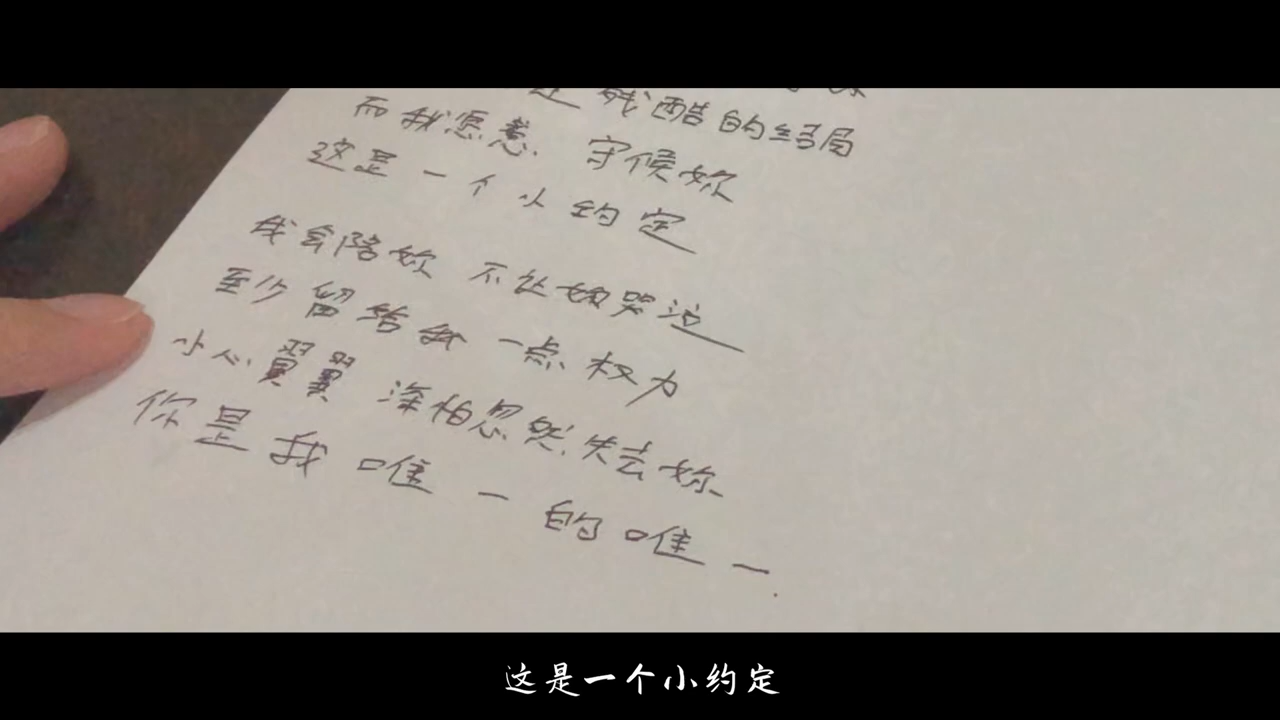 残酷的结局
而我愿意 守候妳
这是一个小约定
我会陪妳 不让妳哭泣
至少留给我 一点权力
小心翼翼 深怕忽然失去妳
你是我唯一的唯一
这是一个小约定